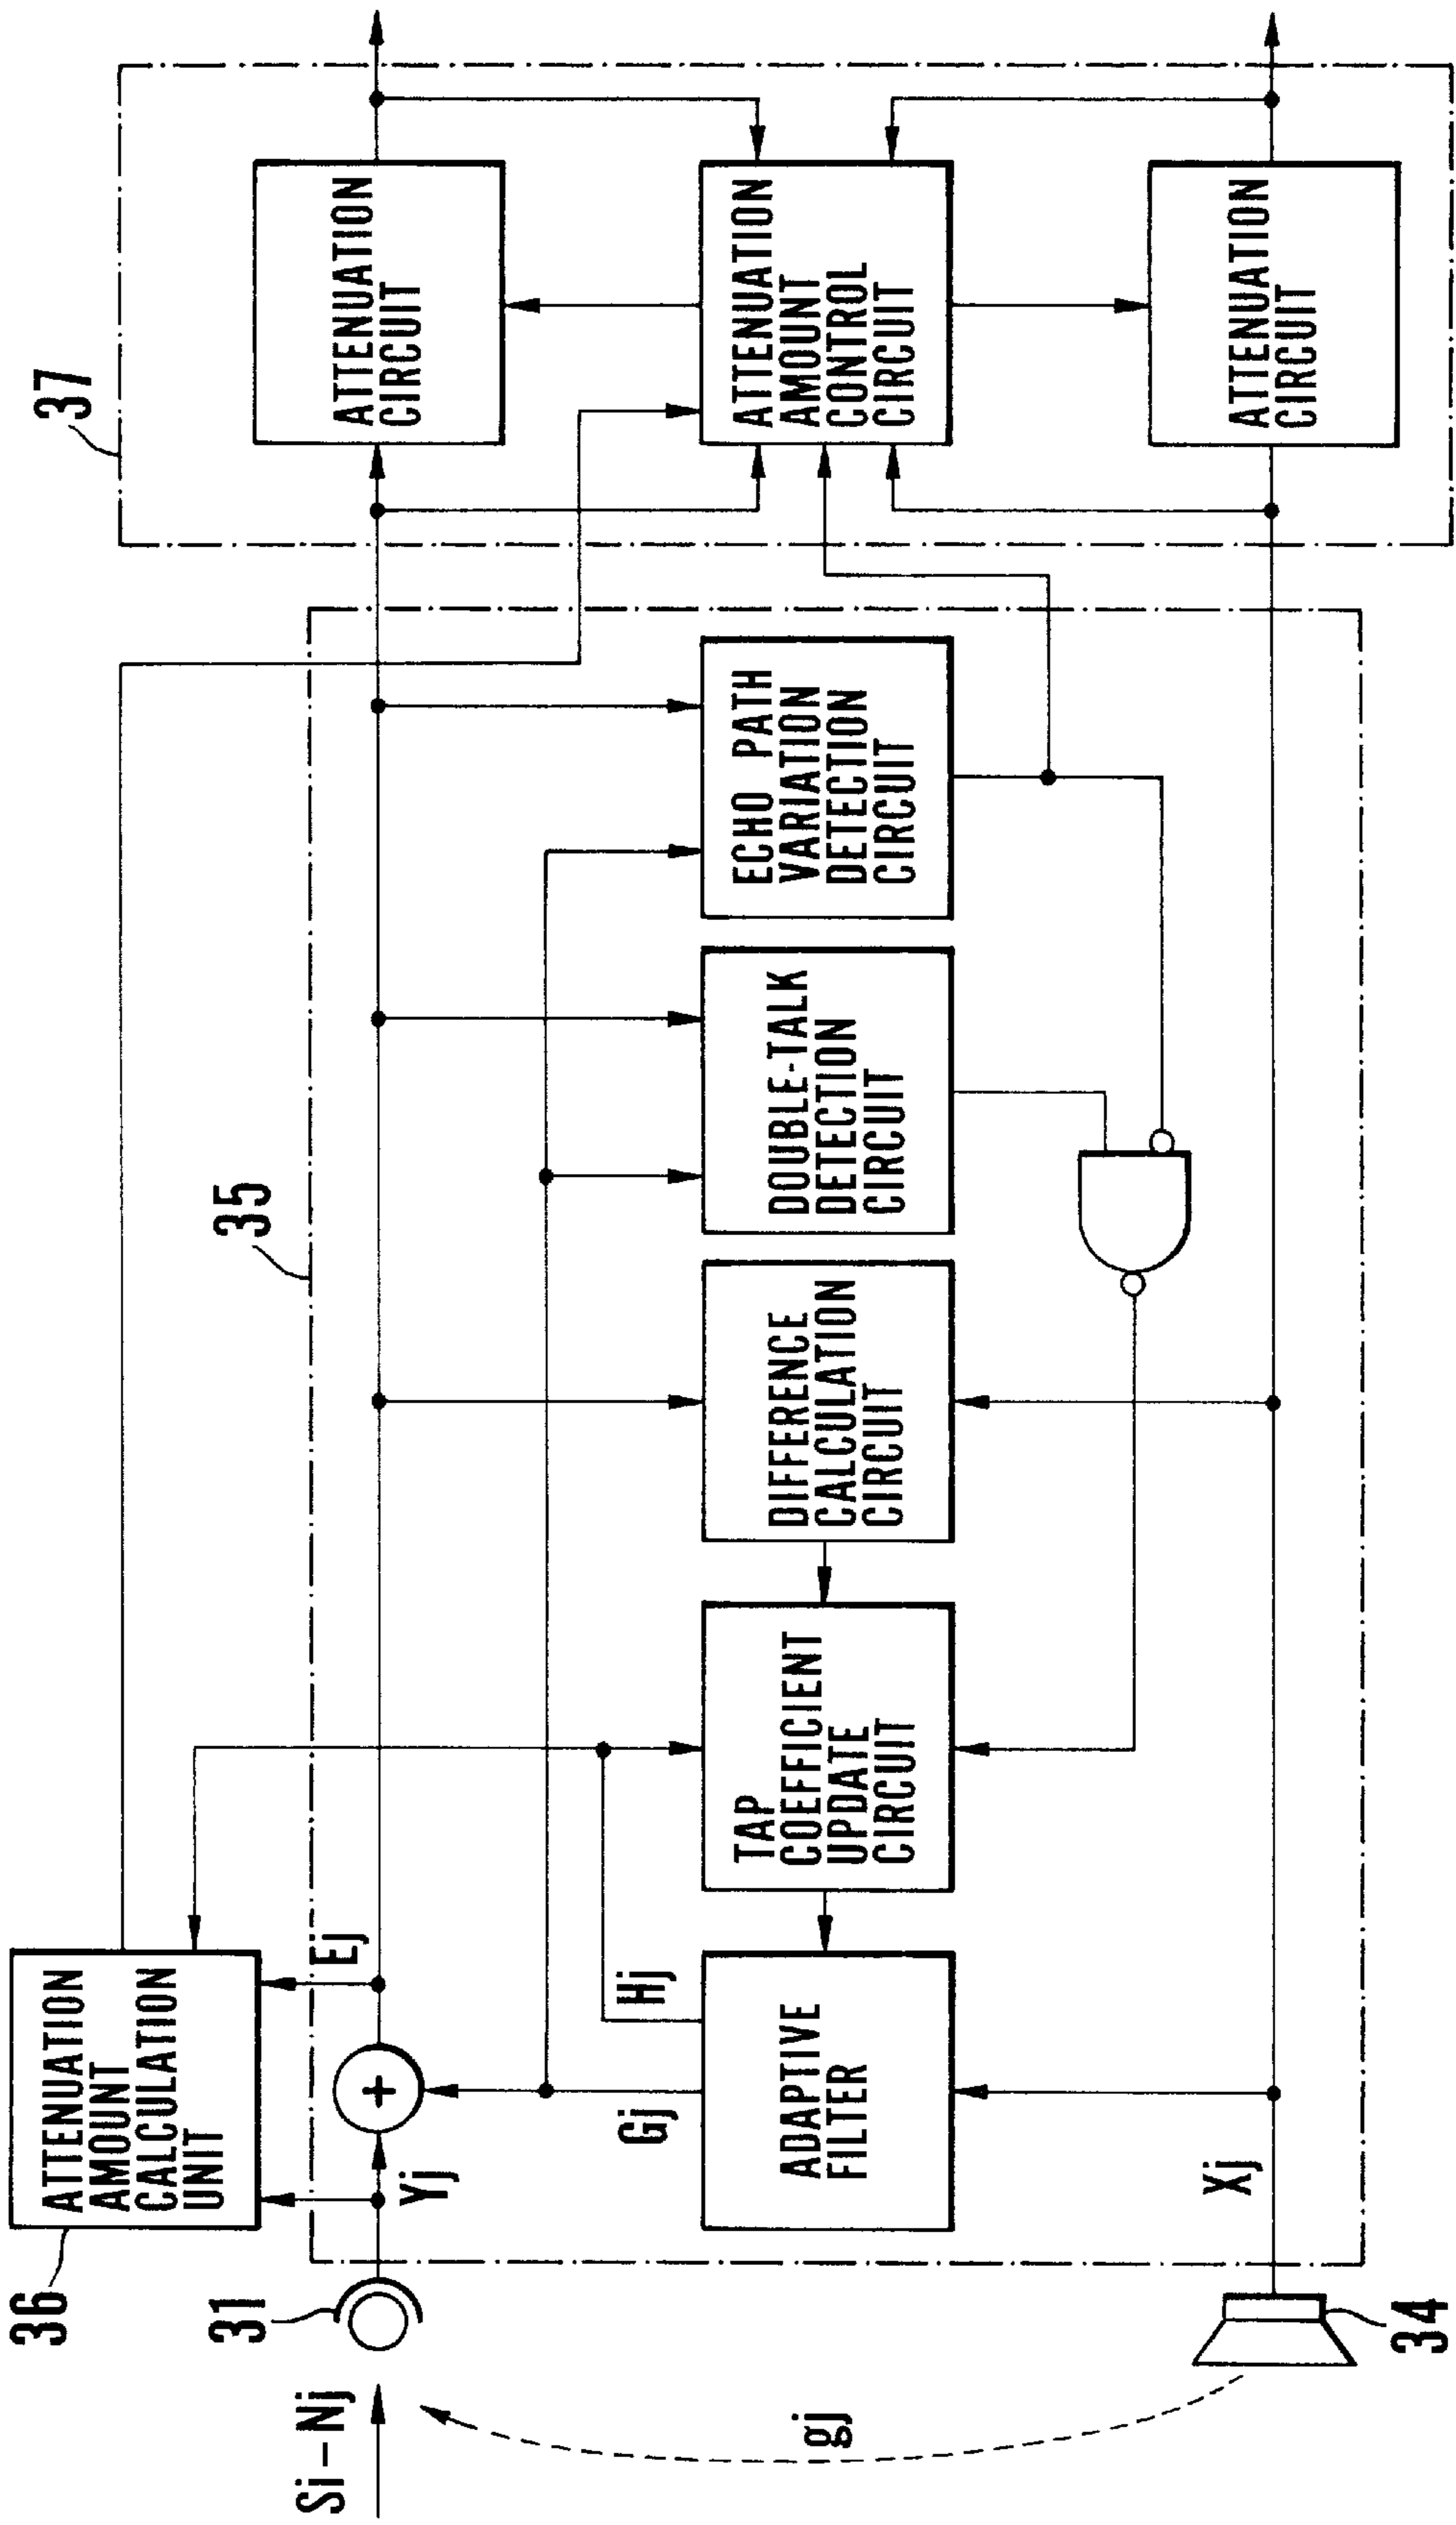 36
ATTENUATION
AMOUNT
CALCULATION
UNIT
37
35
31
Si-Nj
Yj
Ej
ATTENUATION
CIRCUIT
gj
Gj
Hj
ADAPTIVE
FILTER
TAP
COEFFICIENT
UPDATE
CIRCUIT
DIFFERENCE
CALCULATION
CIRCUIT
DOUBLE-TALK
DETECTION
CIRCUIT
ECHO PATH
VARIATION
DETECTION
CIRCUIT
ATTENUATION
AMOUNT
CONTROL
CIRCUIT
+
34
Xj
ATTENUATION
CIRCUIT